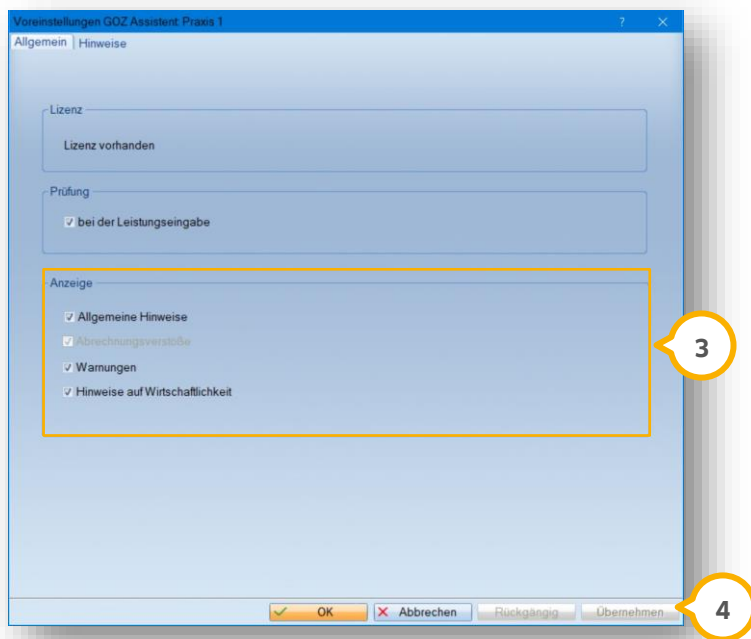 Voreinstellungen GOZ Assistent Praxis 1 ?
Allgemein Hinweise
Lizenz
Lizenz vorhanden
Prüfung
bei der Leistungseingabe
Anzeige
Allgemeine Hinweise
Abrechnungsverstöße
Warnungen
Hinweise auf Wirtschaftlichkeit
3
OK Abbrechen Rückgängig Übernehmen
4